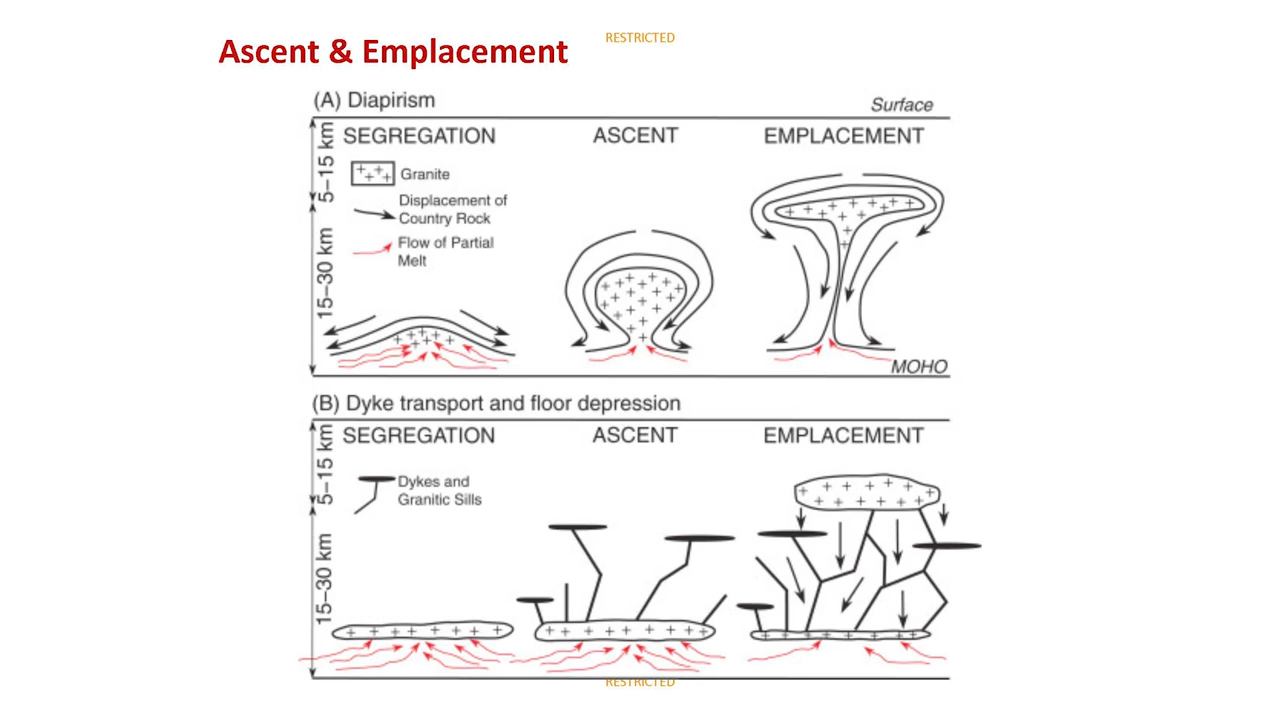 RESTRICTED
Ascent & Emplacement
(A) Diapirism
Surface
SEGREGATION
ASCENT
EMPLACEMENT
5–15 km
15–30 km
Granite
Displacement of
Country Rock
Flow of Partial
Melt
MOHO
(B) Dyke transport and floor depression
SEGREGATION
ASCENT
EMPLACEMENT
5–15 km
15–30 km
Dykes and
Granitic Sills
RESTRICTED